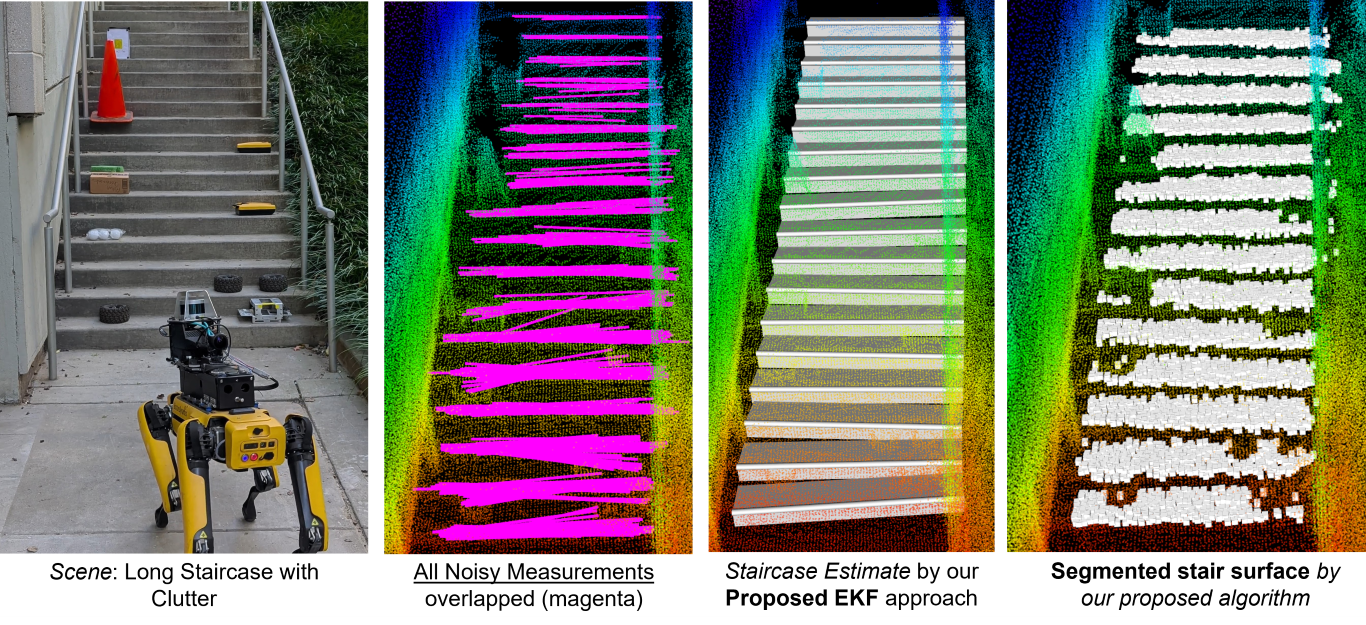 Scene: Long Staircase with
Clutter
All Noisy Measurements
overlapped (magenta)
Staircase Estimate by our
Proposed EKF approach
Segmented stair surface by
our proposed algorithm